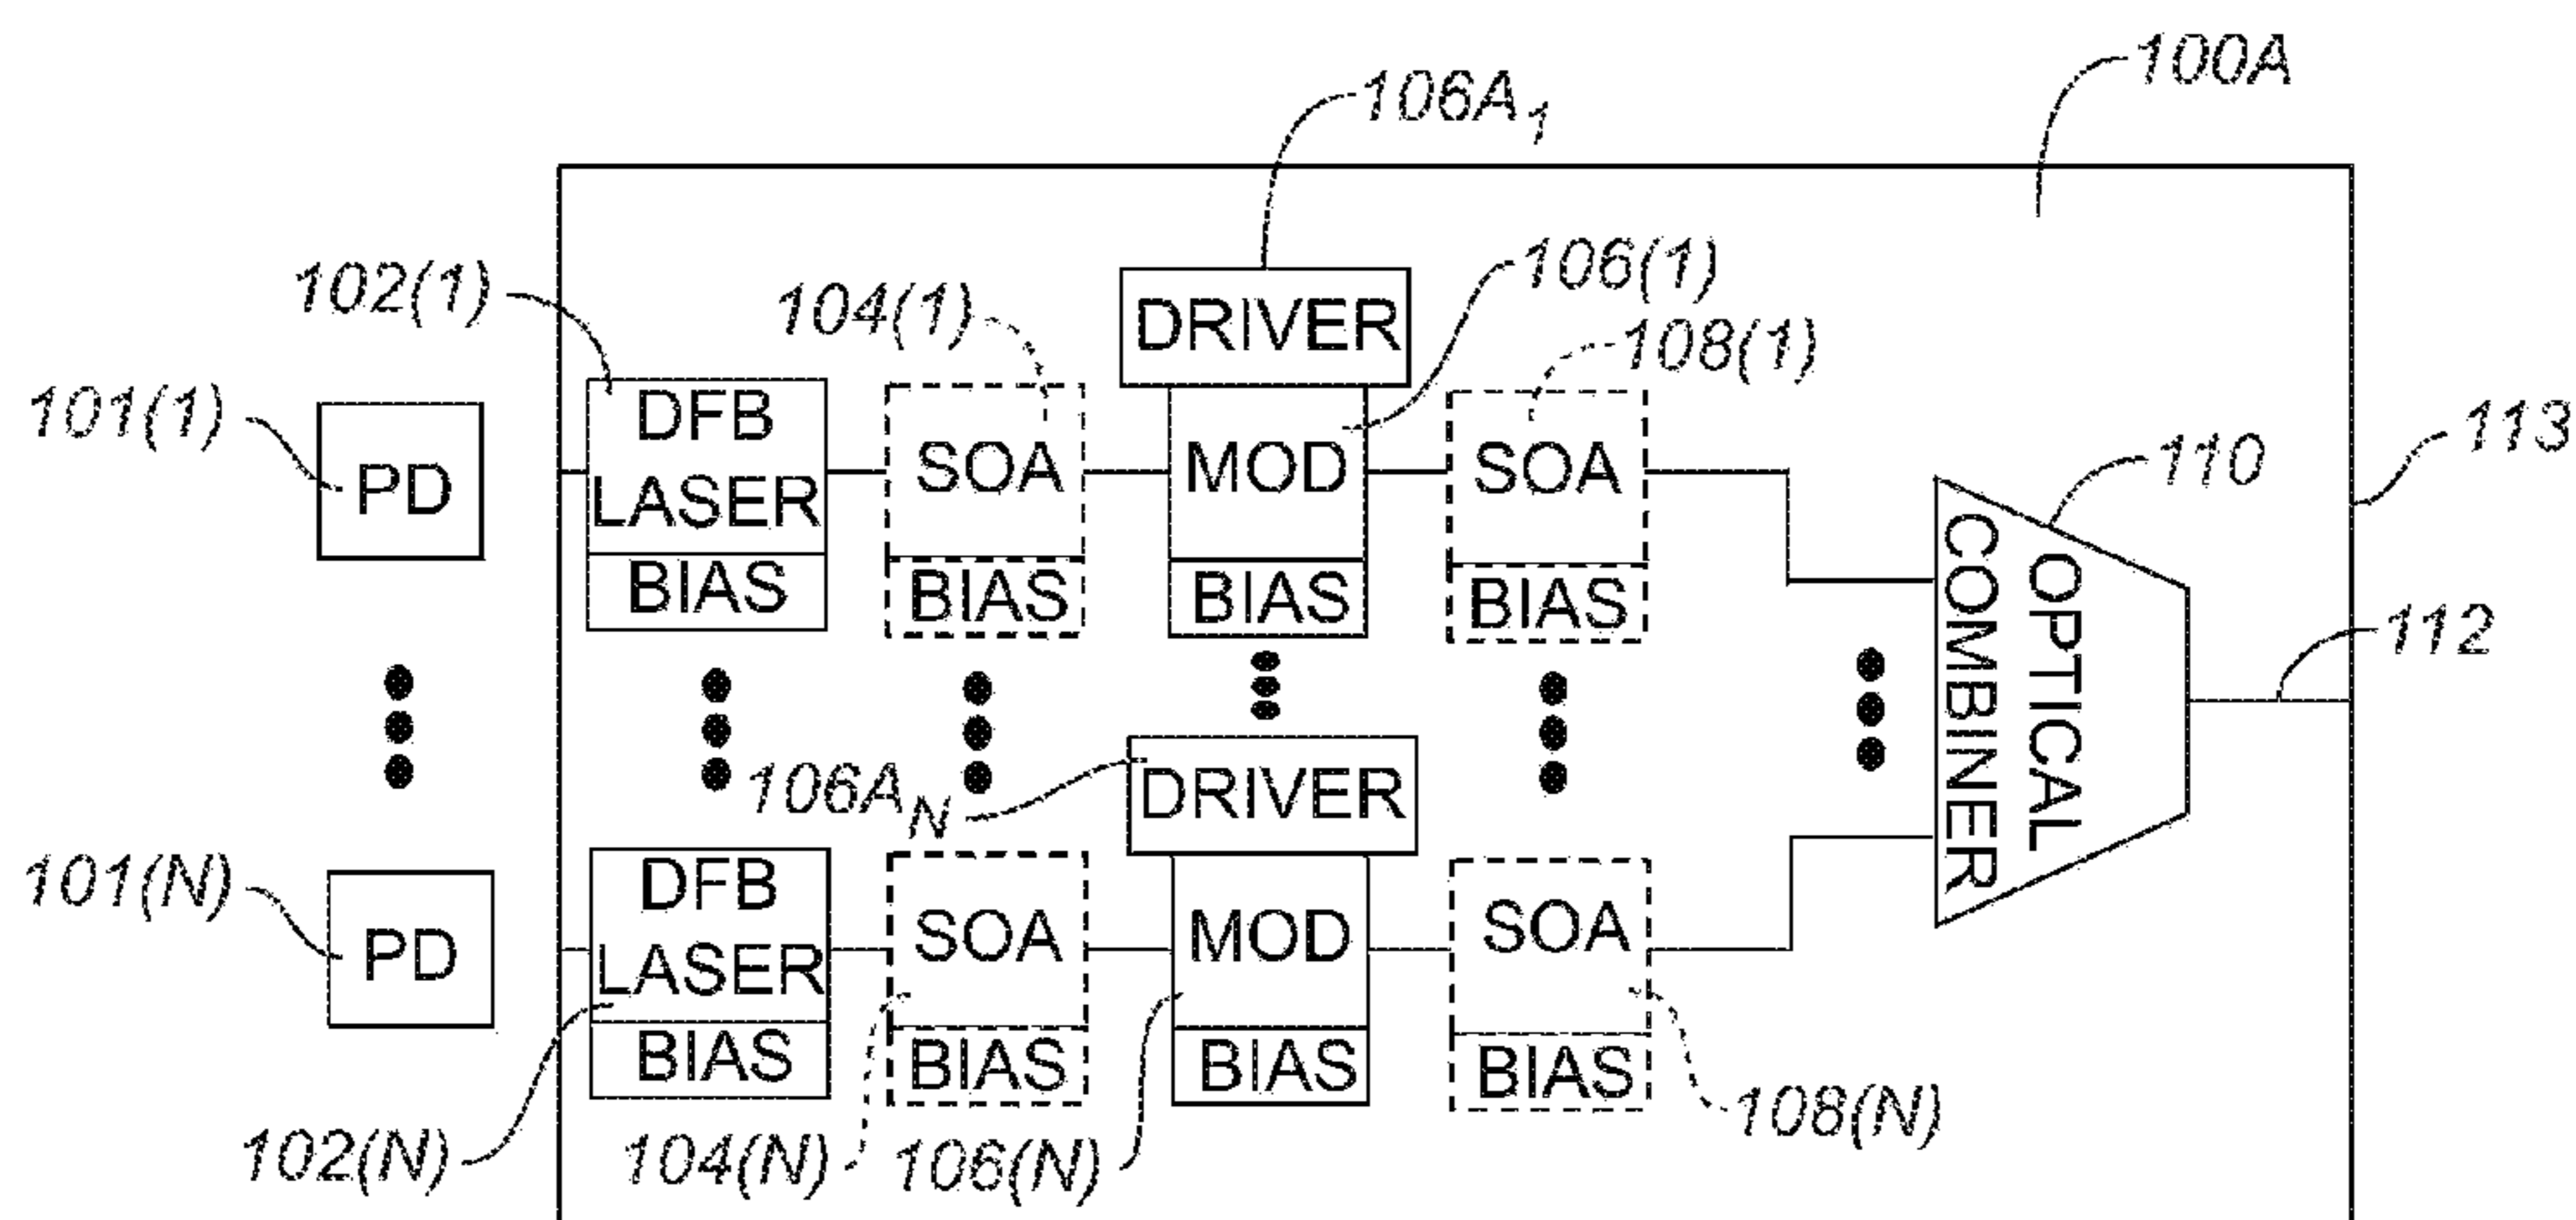 100A
106A1
102(1)
104(1)
DRIVER
106(1)
108(1)
101(1)
PD
DFB
LASER
BIAS
SOA
BIAS
MOD
BIAS
SOA
BIAS
113
110
OPTICAL
COMBINER
112
106AN
DRIVER
101(N)
PD
DFB
LASER
BIAS
SOA
BIAS
MOD
BIAS
SOA
BIAS
102(N)
104(N)
106(N)
108(N)